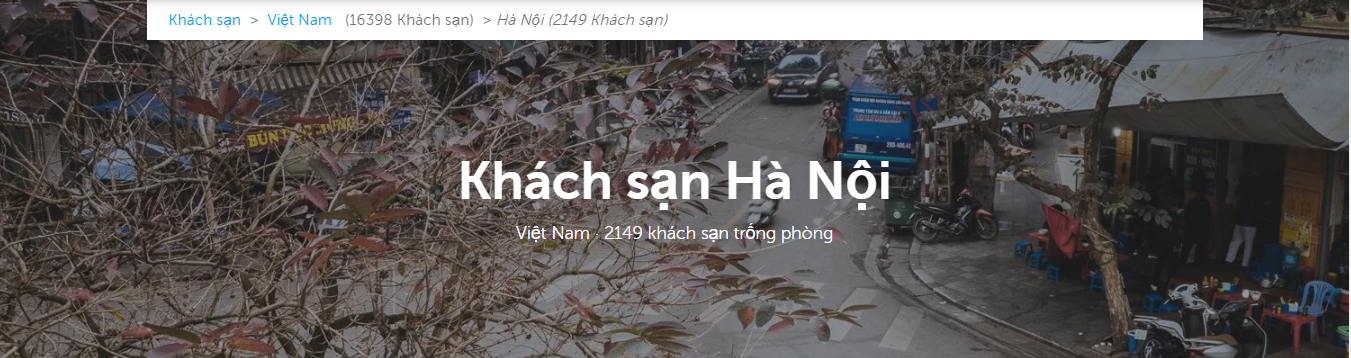 Khách sạn > Việt Nam (16398 Khách sạn) > Hà Nội (2149 Khách sạn)
BÚN
Khách sạn Hà Nội
Việt Nam · 2149 khách sạn trống phòng